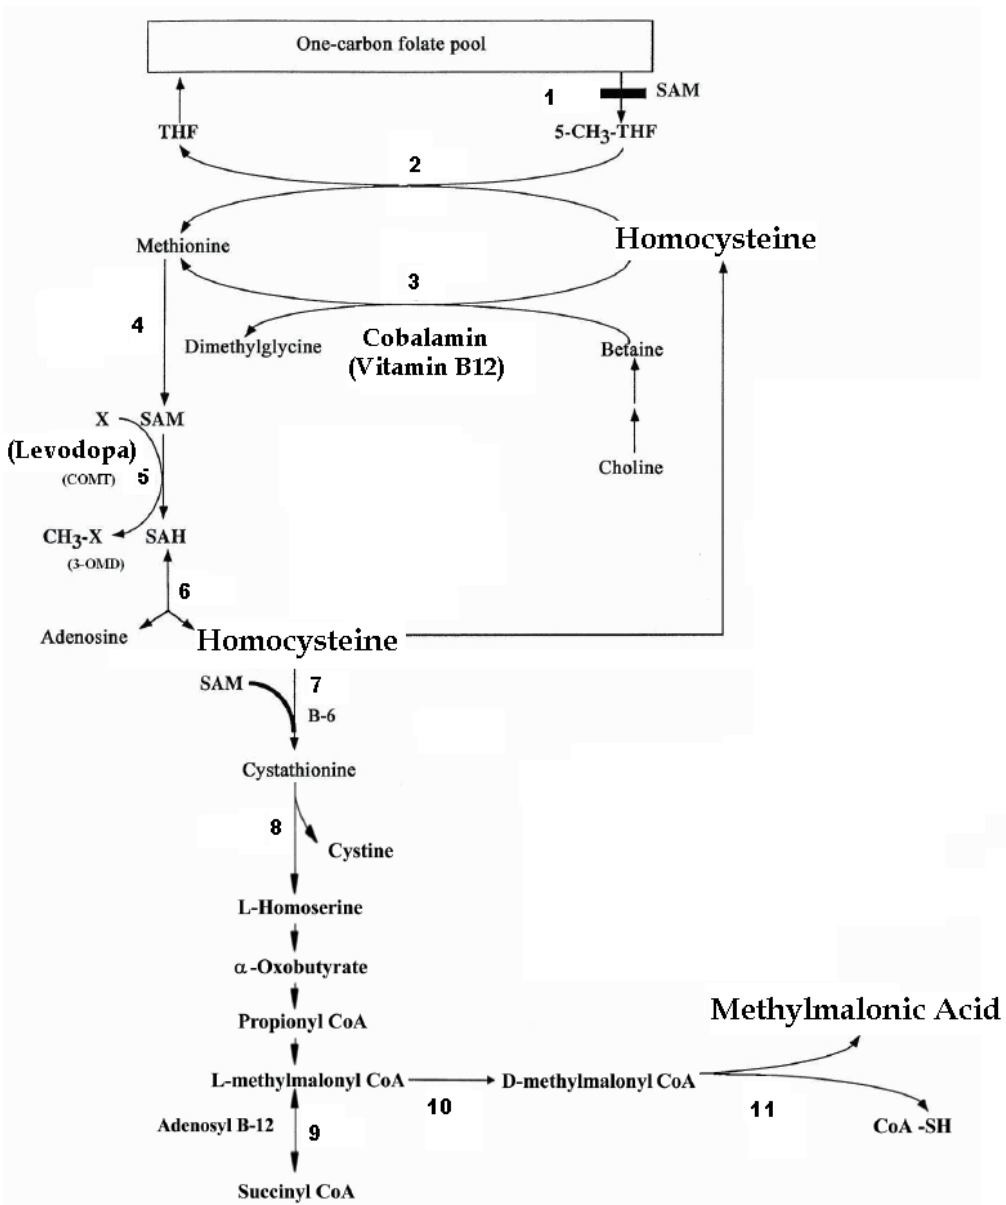 One-carbon folate pool
1
SAM
THF
5-CH3-THF
2
Methionine
Homocysteine
3
4
Dimethylglycine
Cobalamin
(Vitamin B12)
Betaine
X
SAM
(Levodopa)
(COMT)
5
Choline
CH3-X
SAH
(3-OMD)
6
Adenosine
Homocysteine
SAM
7
B-6
Cystathionine
8
Cystine
L-Homoserine
α-Oxobutyrate
Propionyl CoA
Methylmalonic Acid
L-methylmalonyl CoA
D-methylmalonyl CoA
10
11
Adenosyl B-12
9
CoA -SH
Succinyl CoA